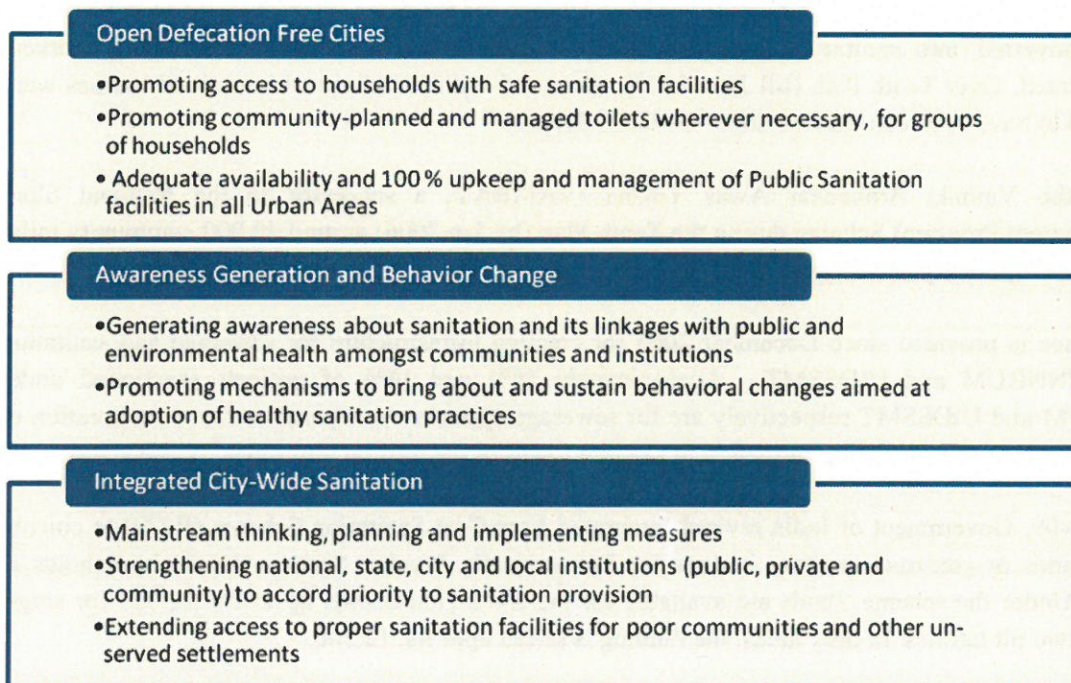 Open Defecation Free Cities
•Promoting access to households with safe sanitation facilities
•Promoting community-planned and managed toilets wherever necessary, for groups
of households
• Adequate availability and 100 % upkeep and management of Public Sanitation
facilities in all Urban Areas
Awareness Generation and Behavior Change
•Generating awareness about sanitation and its linkages with public and
environmental health amongst communities and institutions
•Promoting mechanisms to bring about and sustain behavioral changes aimed at
adoption of healthy sanitation practices
Integrated City-Wide Sanitation
•Mainstream thinking, planning and implementing measures
•Strengthening national, state, city and local institutions (public, private and
community) to accord priority to sanitation provision
•Extending access to proper sanitation facilities for poor communities and other un-
served settlements